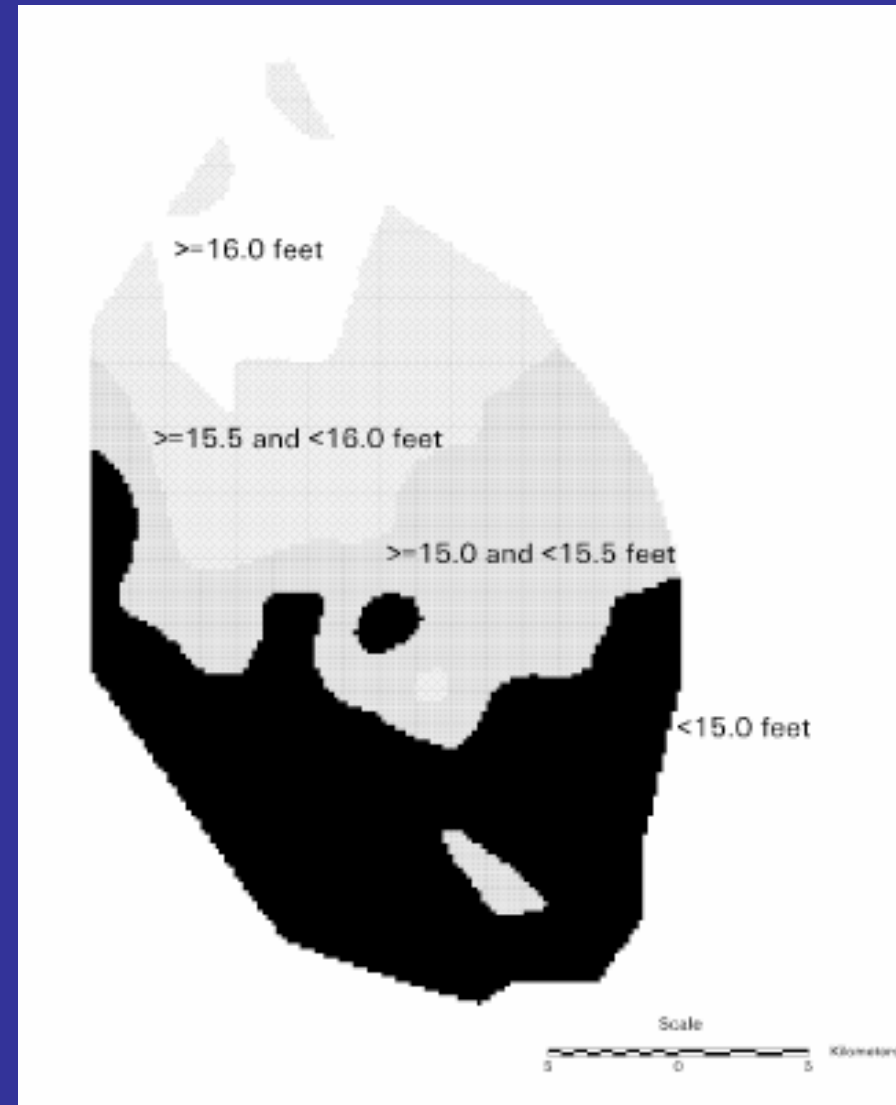 >=16.0 feet
>=15.5 and <16.0 feet
>=15.0 and <15.5 feet
<15.0 feet
Scale
Kilometers
5 0 5